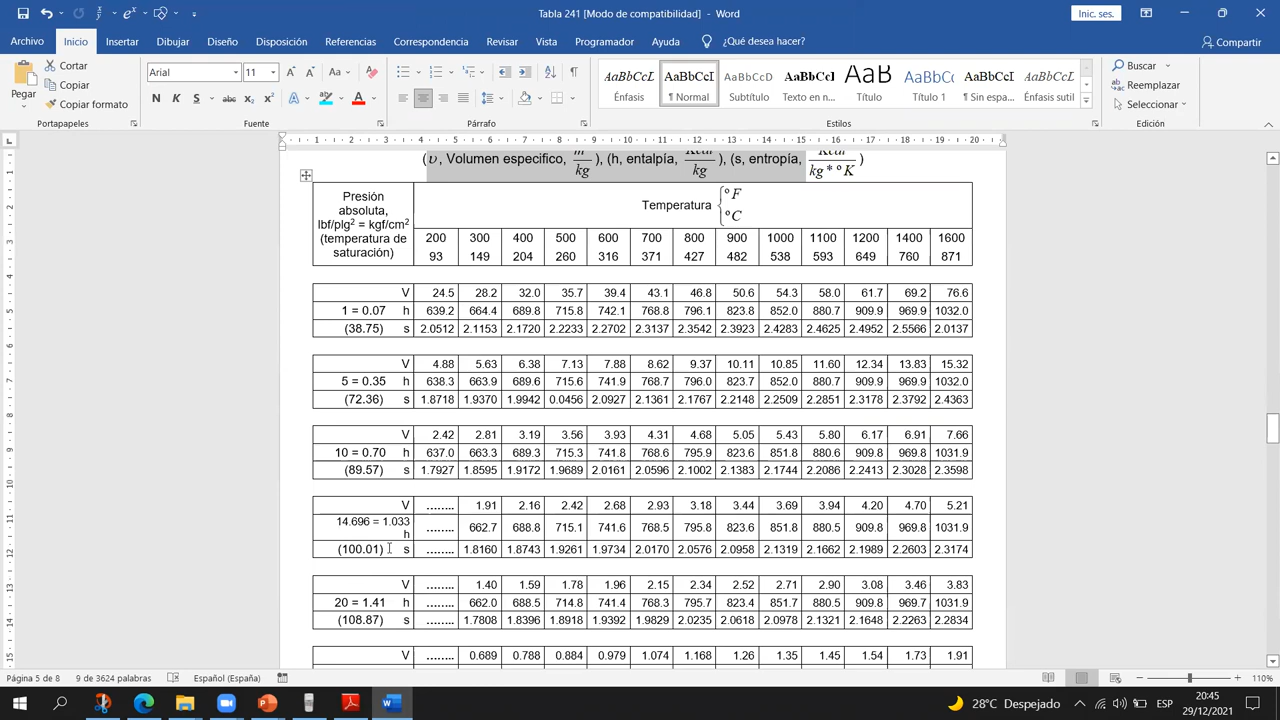 Tabla 241 [Modo de compatibilidad] - Word
Inic. ses.
Archivo Inicio Insertar Dibujar Diseño Disposición Referencias Correspondencia Revisar Vista Programador Ayuda ¿Qué desea hacer? Compartir
Pegar
Cortar
Copiar
Copiar formato
Portapapeles
Arial 11
Fuente
Párrafo
AaBbCcL Énfasis
AaBbCcI ¶ Normal
AaBbCcD Subtítulo
AaBbCcI Texto en n...
AaB Título
AaBbC Título 1
AaBbCcD ¶ Sin espa...
AaBbCcL Énfasis sutil
Estilos
Buscar
Reemplazar
Seleccionar
Edición
(υ, Volumen especifico, m/kg), (h, entalpía, Kcal/kg), (s, entropía, Kcal/kg * º K)
Presión absoluta, lbf/plg² = kgf/cm² (temperatura de saturación)
Temperatura { º F
º C
200 300 400 500 600 700 800 900 1000 1100 1200 1400 1600
93 149 204 260 316 371 427 482 538 593 649 760 871
V 24.5 28.2 32.0 35.7 39.4 43.1 46.8 50.6 54.3 58.0 61.7 69.2 76.6
1 = 0.07 h 639.2 664.4 689.8 715.8 742.1 768.8 796.1 823.8 852.0 880.7 909.9 969.9 1032.0
(38.75) s 2.0512 2.1153 2.1720 2.2233 2.2702 2.3137 2.3542 2.3923 2.4283 2.4625 2.4952 2.5566 2.0137
V 4.88 5.63 6.38 7.13 7.88 8.62 9.37 10.11 10.85 11.60 12.34 13.83 15.32
5 = 0.35 h 638.3 663.9 689.6 715.6 741.9 768.7 796.0 823.7 852.0 880.7 909.9 969.9 1032.0
(72.36) s 1.8718 1.9370 1.9942 0.0456 2.0927 2.1361 2.1767 2.2148 2.2509 2.2851 2.3178 2.3792 2.4363
V 2.42 2.81 3.19 3.56 3.93 4.31 4.68 5.05 5.43 5.80 6.17 6.91 7.66
10 = 0.70 h 637.0 663.3 689.3 715.3 741.8 768.6 795.9 823.6 851.8 880.6 909.8 969.8 1031.9
(89.57) s 1.7927 1.8595 1.9172 1.9689 2.0161 2.0596 2.1002 2.1383 2.1744 2.2086 2.2413 2.3028 2.3598
V ........ 1.91 2.16 2.42 2.68 2.93 3.18 3.44 3.69 3.94 4.20 4.70 5.21
14.696 = 1.033 h ........ 662.7 688.8 715.1 741.6 768.5 795.8 823.6 851.8 880.5 909.8 969.8 1031.9
(100.01) s ........ 1.8160 1.8743 1.9261 1.9734 2.0170 2.0576 2.0958 2.1319 2.1662 2.1989 2.2603 2.3174
V ........ 1.40 1.59 1.78 1.96 2.15 2.34 2.52 2.71 2.90 3.08 3.46 3.83
20 = 1.41 h ........ 662.0 688.5 714.8 741.4 768.3 795.7 823.4 851.7 880.5 909.8 969.7 1031.9
(108.87) s ........ 1.7808 1.8396 1.8918 1.9392 1.9829 2.0235 2.0618 2.0978 2.1321 2.1648 2.2263 2.2834
V ........ 0.689 0.788 0.884 0.979 1.074 1.168 1.26 1.35 1.45 1.54 1.73 1.91
Página 5 de 8 9 de 3624 palabras Español (España) 110%
28°C Despejado ESP 20:45
29/12/2021